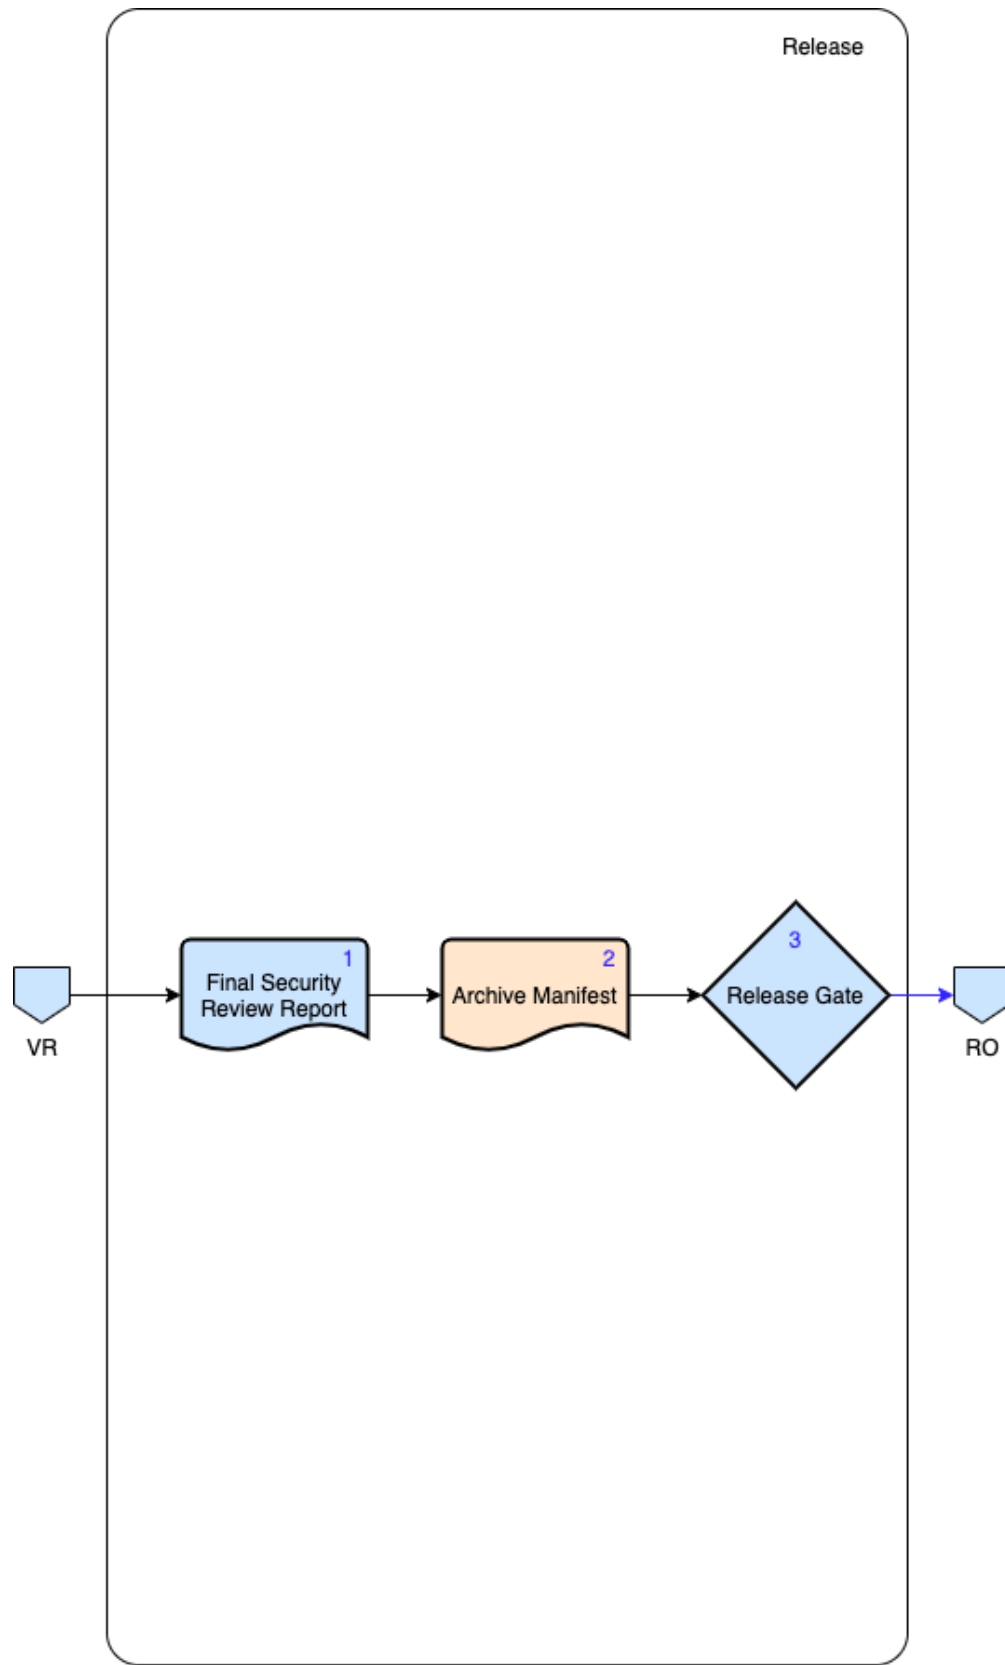 Release
1
Final Security
Review Report
2
Archive Manifest
3
Release Gate
VR
RO